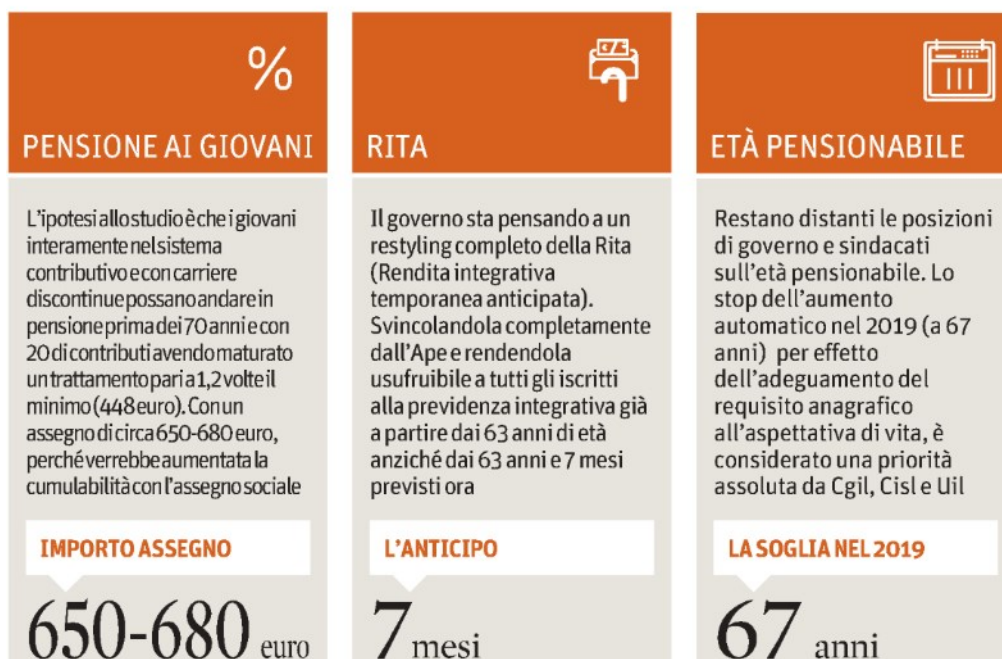 %
PENSIONE AI GIOVANI
L'ipotesi allo studio è che i giovani
interamente nel sistema
contributivo e con carriere
discontinue possano andare in
pensione prima dei 70 anni e con
20 di contributi avendo maturato
un trattamento pari a 1,2 volte il
minimo (448 euro). Con un
assegno di circa 650-680 euro,
perché verrebbe aumentata la
cumulabilità con l'assegno sociale
IMPORTO ASSEGNO
650-680 euro
RITA
Il governo sta pensando a un
restyling completo della Rita
(Rendita integrativa
temporanea anticipata).
Svincolandola completamente
dall'Ape e rendendola
usufruibile a tutti gli iscritti
alla previdenza integrativa già
a partire dai 63 anni di età
anziché dai 63 anni e 7 mesi
previsti ora
L'ANTICIPO
7 mesi
ETÀ PENSIONABILE
Restano distanti le posizioni
di governo e sindacati
sull'età pensionabile. Lo
stop dell'aumento
automatico nel 2019 (a 67
anni) per effetto
dell'adeguamento del
requisito anagrafico
all'aspettativa di vita, è
considerato una priorità
assoluta da Cgil, Cisl e Uil
LA SOGLIA NEL 2019
67 anni